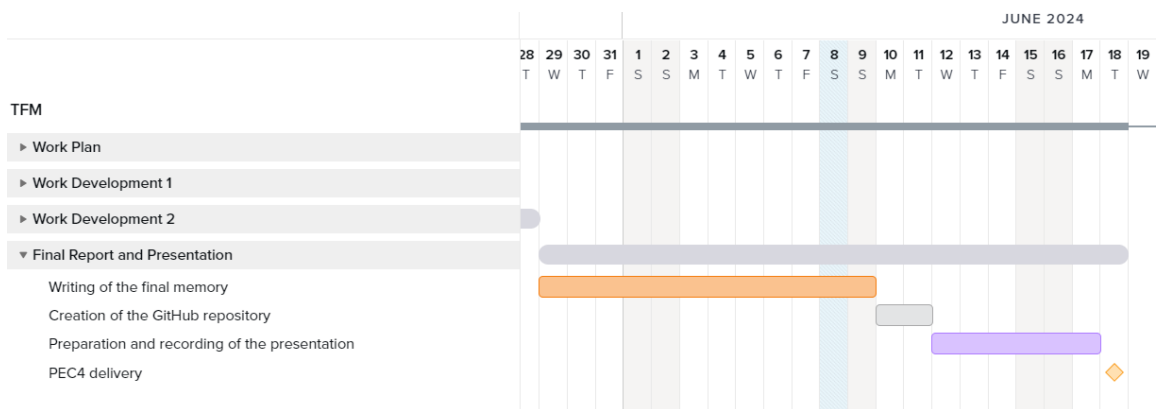 JUNE 2024
28 29 30 31 1 2 3 4 5 6 7 8 9 10 11 12 13 14 15 16 17 18 19
T W T F S S M T W T F S S M T W T F S S M T W
TFM
Work Plan
Work Development 1
Work Development 2
Final Report and Presentation
Writing of the final memory
Creation of the GitHub repository
Preparation and recording of the presentation
PEC4 delivery